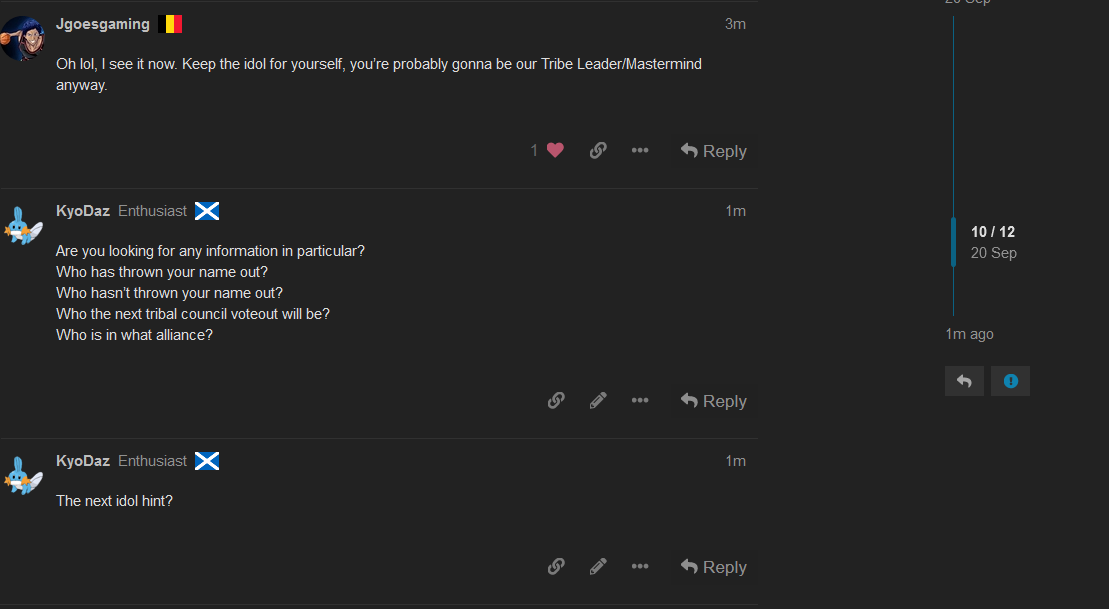 20 Sep
Jgoesgaming 3m
Oh lol, I see it now. Keep the idol for yourself, you’re probably gonna be our Tribe Leader/Mastermind
anyway.
1 Reply
KyoDaz Enthusiast 1m
Are you looking for any information in particular?
Who has thrown your name out?
Who hasn’t thrown your name out?
Who the next tribal council voteout will be?
Who is in what alliance?
Reply
10 / 12
20 Sep
1m ago
KyoDaz Enthusiast 1m
The next idol hint?
Reply